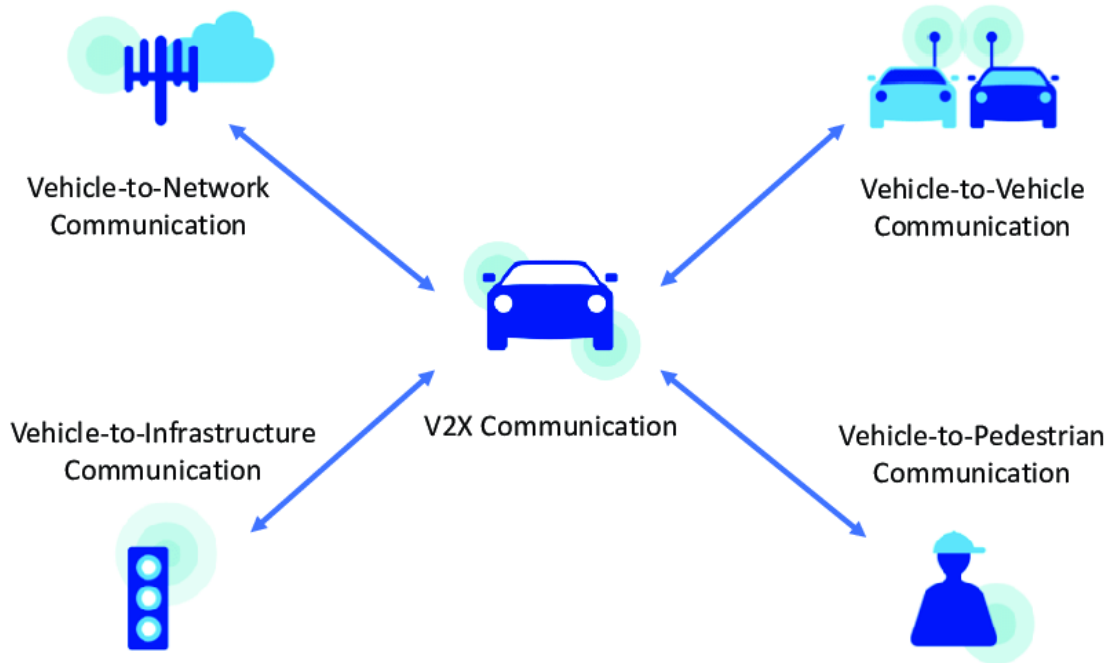 Vehicle-to-Network
Communication
Vehicle-to-Vehicle
Communication
V2X Communication
Vehicle-to-Infrastructure
Communication
Vehicle-to-Pedestrian
Communication